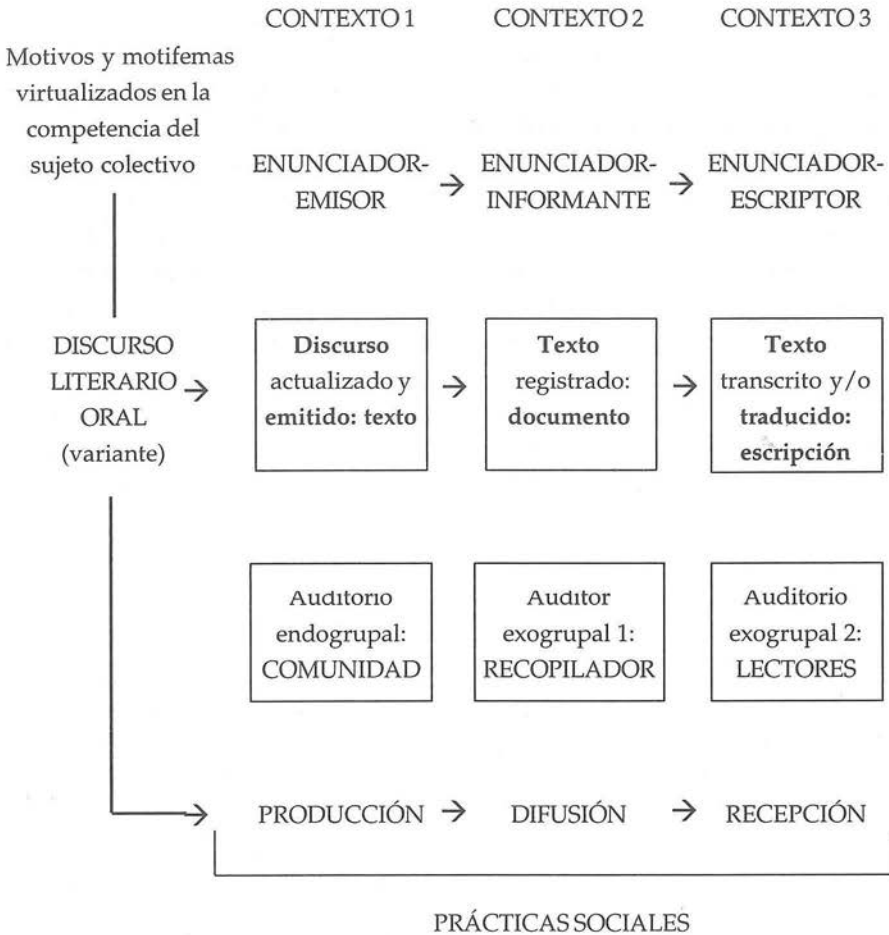 CONTEXTO 1 CONTEXTO 2 CONTEXTO 3
Motivos y motifemas
virtualizados en la
competencia del
sujeto colectivo
ENUNCIADOR- → ENUNCIADOR- → ENUNCIADOR-
EMISOR INFORMANTE ESCRIPTOR
DISCURSO
LITERARIO →
ORAL
(variante)
Discurso
actualizado y
emitido: texto
→
Texto
registrado:
documento
→
Texto
transcrito y/o
traducido:
escripción
Auditorio
endogrupal:
COMUNIDAD
Auditor
exogrupal 1:
RECOPILADOR
Auditorio
exogrupal 2:
LECTORES
PRODUCCIÓN → DIFUSIÓN → RECEPCIÓN
PRÁCTICAS SOCIALES